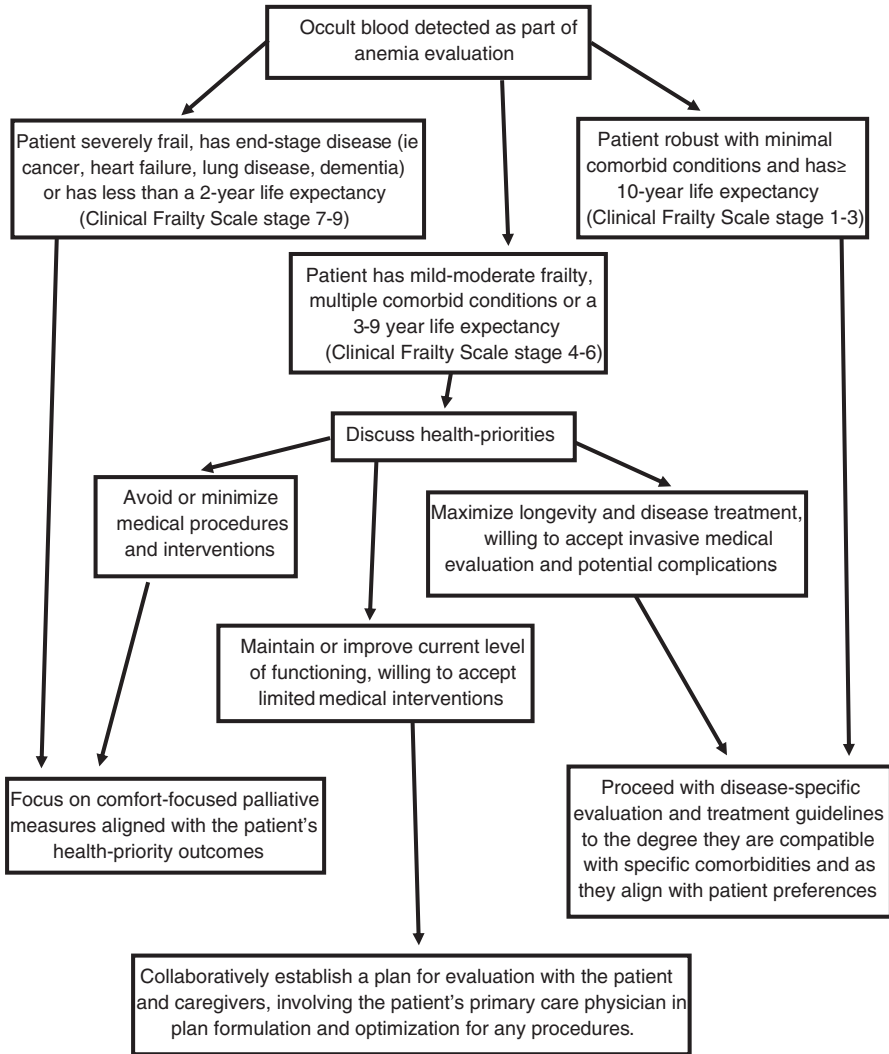 Occult blood detected as part of
anemia evaluation
Patient severely frail, has end-stage disease (ie
cancer, heart failure, lung disease, dementia)
or has less than a 2-year life expectancy
(Clinical Frailty Scale stage 7-9)
Patient robust with minimal
comorbid conditions and has≥
10-year life expectancy
(Clinical Frailty Scale stage 1-3)
Patient has mild-moderate frailty,
multiple comorbid conditions or a
3-9 year life expectancy
(Clinical Frailty Scale stage 4-6)
Discuss health-priorities
Avoid or minimize
medical procedures
and interventions
Maximize longevity and disease treatment,
willing to accept invasive medical
evaluation and potential complications
Maintain or improve current level
of functioning, willing to accept
limited medical interventions
Focus on comfort-focused palliative
measures aligned with the patient’s
health-priority outcomes
Proceed with disease-specific
evaluation and treatment guidelines
to the degree they are compatible
with specific comorbidities and as
they align with patient preferences
Collaboratively establish a plan for evaluation with the patient
and caregivers, involving the patient’s primary care physician in
plan formulation and optimization for any procedures.